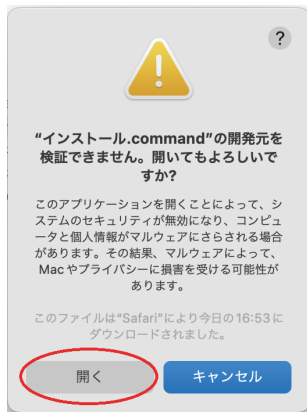 ?
“インストール.command”の開発元を
検証できません。開いてもよろしいで
すか?
このアプリケーションを開くことによって、シ
ステムのセキュリティが無効になり、コンピュ
ータと個人情報がマルウェアにさらされる場合
があります。その結果、マルウェアによって、
Macやプライバシーに損害を受ける可能性が
あります。
このファイルは“Safari”により今日の16:53に
ダウンロードされました。
開く
キャンセル